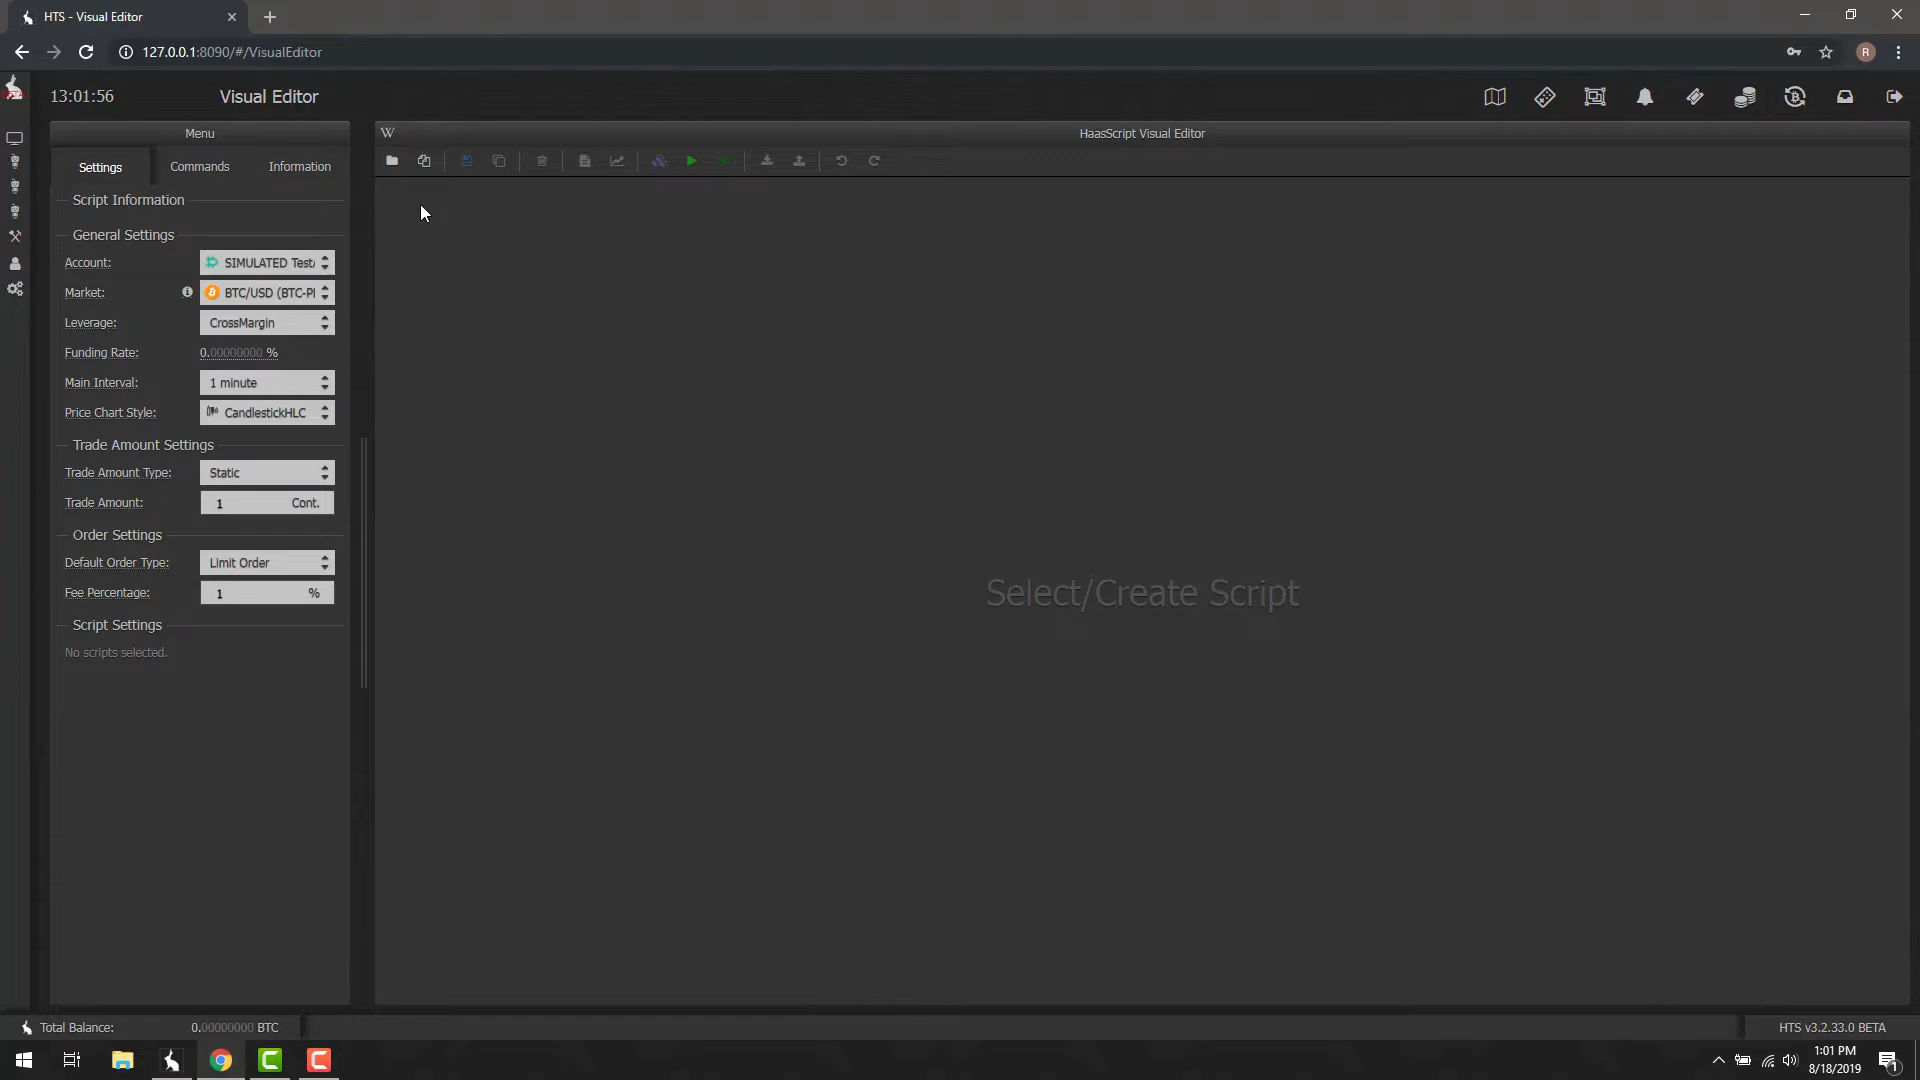 HTS - Visual Editor
127.0.0.1:8090/#/VisualEditor
R
13:01:56
Visual Editor
Menu
W
HaasScript Visual Editor
Settings
Commands
Information
Script Information
General Settings
Account:
SIMULATED Test
Market:
BTC/USD (BTC-P
Leverage:
CrossMargin
Funding Rate:
0.00000000 %
Main Interval:
1 minute
Price Chart Style:
CandlestickHLC
Trade Amount Settings
Trade Amount Type:
Static
Trade Amount:
1 Cont.
Order Settings
Default Order Type:
Limit Order
Fee Percentage:
1 %
Script Settings
No scripts selected.
Select/Create Script
Total Balance:
0.00000000 BTC
HTS v3.2.33.0 BETA
1:01 PM
8/18/2019
1